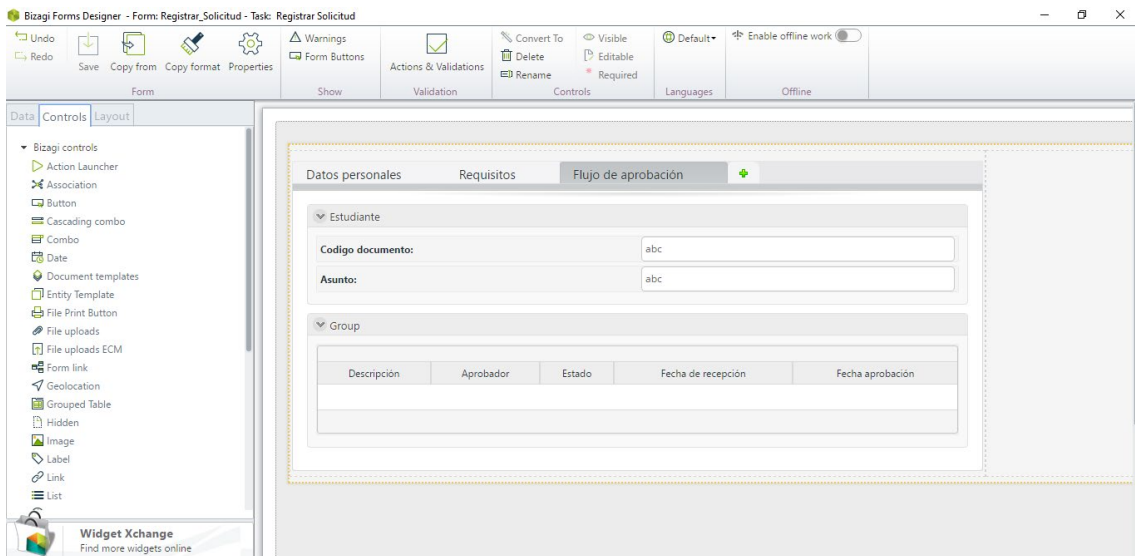 Bizagi Forms Designer - Form: Registrar_Solicitud - Task: Registrar Solicitud
Undo
Redo
Save
Copy from
Copy format
Properties
Form
Warnings
Form Buttons
Show
Actions & Validations
Validation
Convert To
Delete
Rename
Visible
Editable
* Required
Controls
Default
Languages
Enable offline work
Offline
Data Controls Layout
Bizagi controls
Action Launcher
Association
Button
Cascading combo
Combo
Date
Document templates
Entity Template
File Print Button
File uploads
File uploads ECM
Form link
Geolocation
Grouped Table
Hidden
Image
Label
Link
List
Widget Xchange
Find more widgets online
Datos personales Requisitos Flujo de aprobación
Estudiante
Codigo documento: abc
Asunto: abc
Group
Descripción Aprobador Estado Fecha de recepción Fecha aprobación